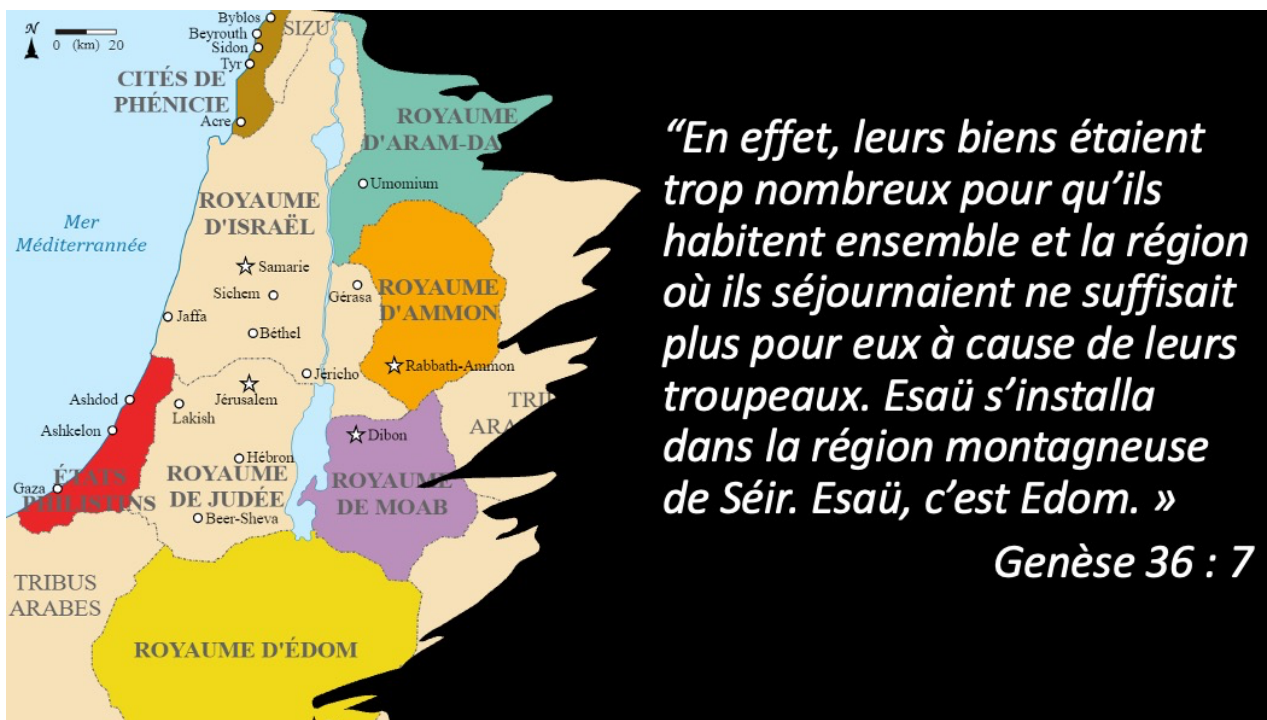 N
0 (km) 20
Byblos
Beyrouth
Sidon
Tyr
SIZU
CITÉS DE
PHÉNICIE
Acre
ROYAUME
D'ARAM-DA
Umomium
ROYAUME
D'ISRAËL
Mer
Méditerrannée
Samarie
Sichem
Gérasa
ROYAUME
D'AMMON
Jaffa
Béthel
Jéricho
Rabbath-Ammon
Jérusalem
Ashdod
Lakish
Ashkelon
Dibon
Hébron
Gaza
ÉTATS
PHILISTINS
ROYAUME
DE JUDÉE
ROYAUME
DE MOAB
Beer-Sheva
TRIBUS
ARABES
ROYAUME D'ÉDOM
“En effet, leurs biens étaient
trop nombreux pour qu’ils
habitent ensemble et la région
où ils séjournaient ne suffisait
plus pour eux à cause de leurs
troupeaux. Esaü s’installa
dans la région montagneuse
de Séir. Esaü, c’est Edom. »
Genèse 36 : 7